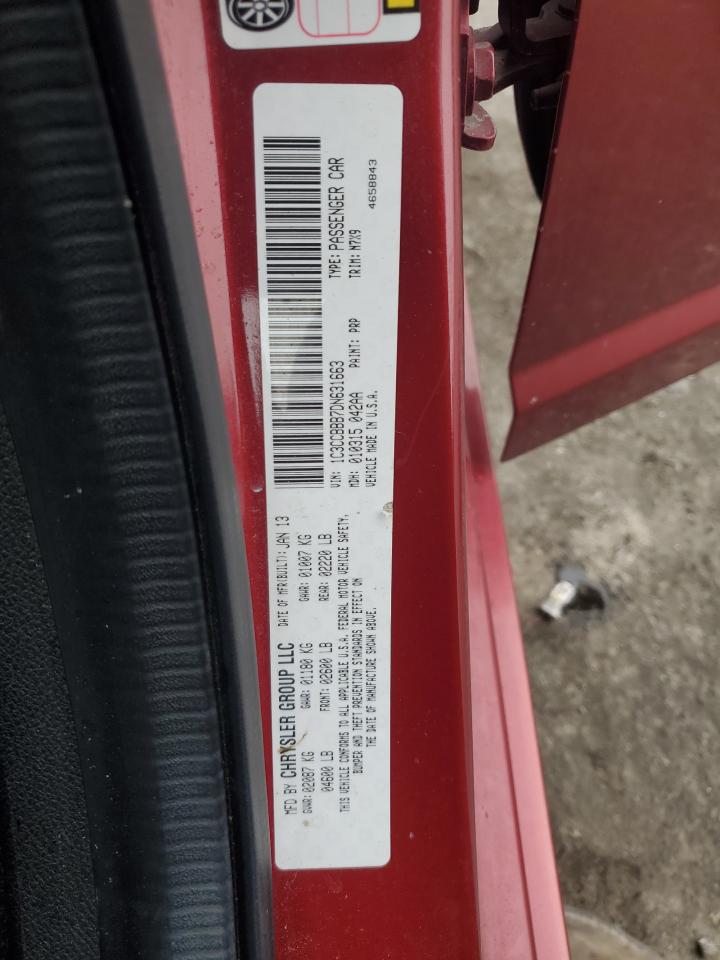 MFD BY CHRYSLER GROUP LLC
DATE OF MFR(BUILT): JAN 13
GVWR: 02087 KG
GAWR: 01180 KG
GAWR: 01007 KG
04600 LB
FRONT: 02600 LB
REAR: 02220 LB
THIS VEHICLE CONFORMS TO ALL APPLICABLE U.S.A. FEDERAL MOTOR VEHICLE SAFETY,
BUMPER AND THEFT PREVENTION STANDARDS IN EFFECT ON
THE DATE OF MANUFACTURE SHOWN ABOVE.
VIN: 1C3CCBBB7DN631663
TYPE: PASSENGER CAR
MDH: 010315 042AA
PAINT: PRP
TRIM: M7X9
VEHICLE MADE IN U.S.A.
4658843